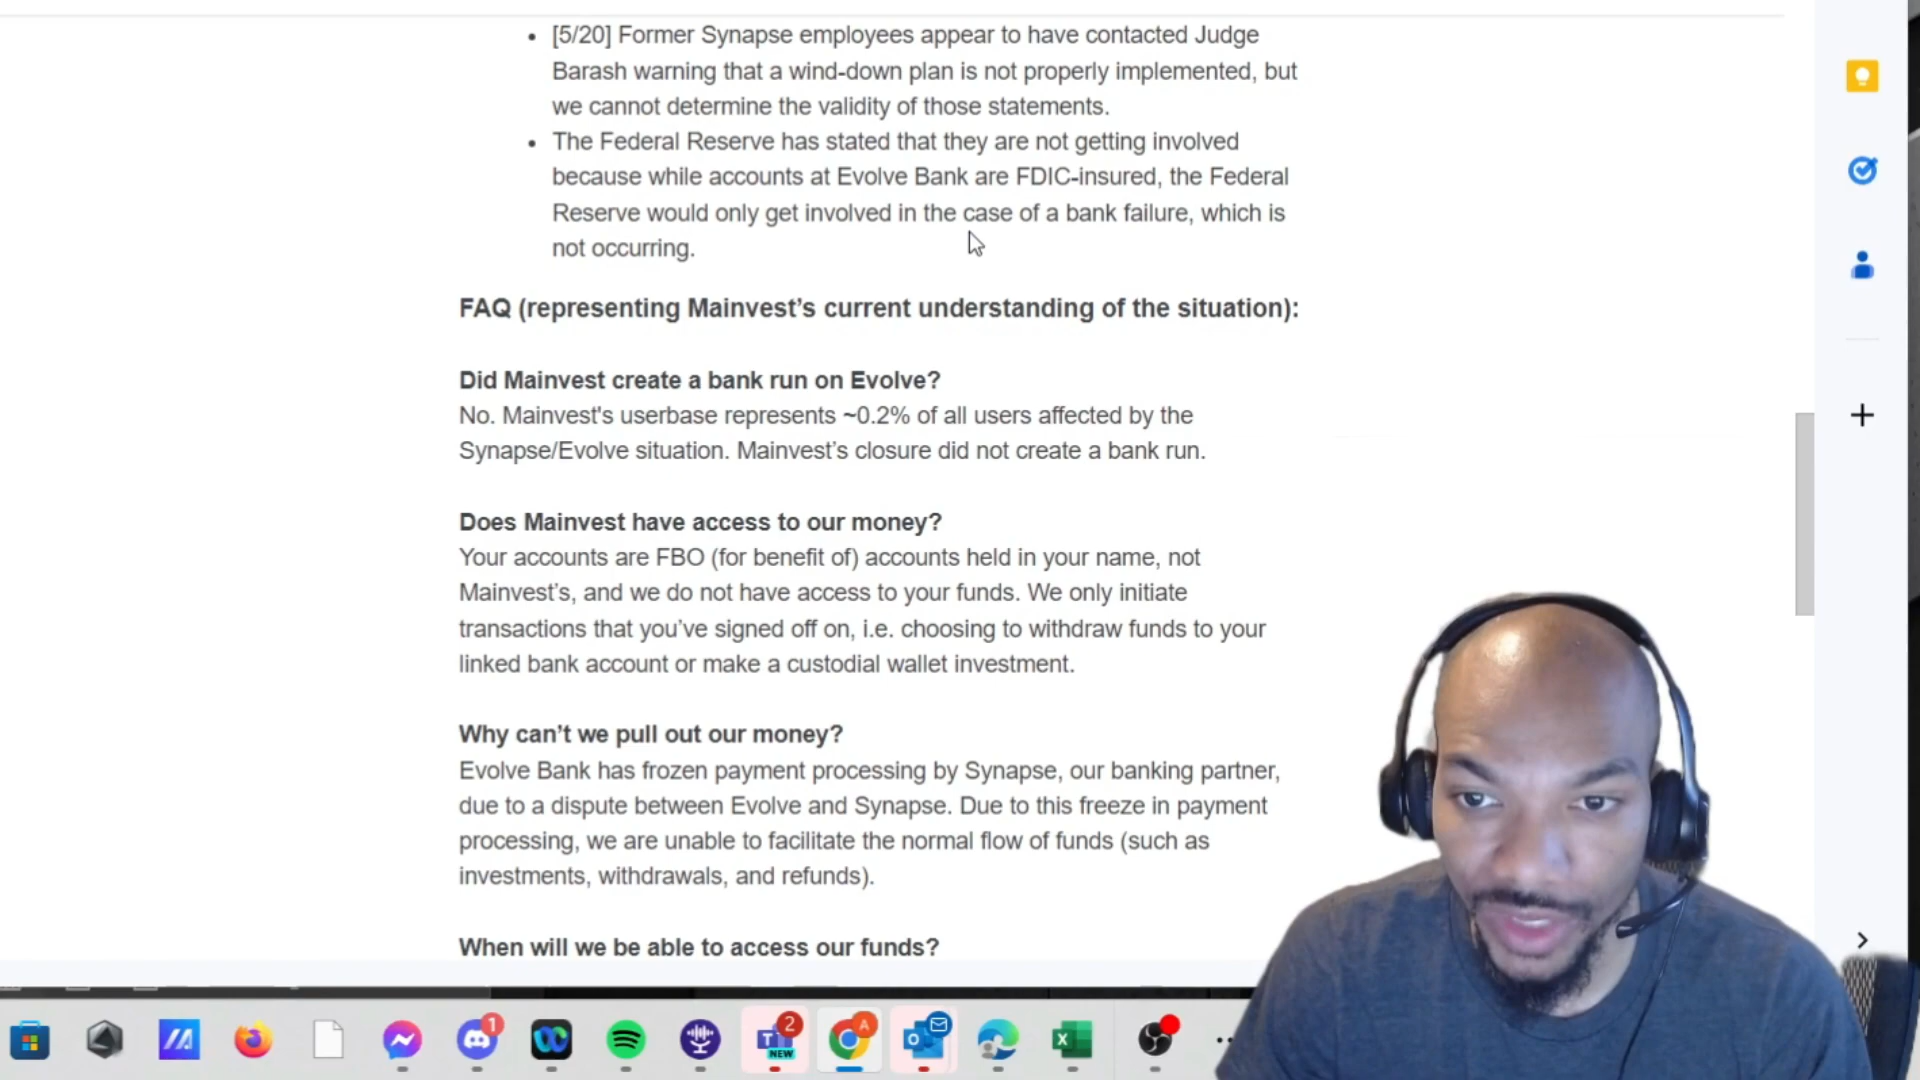 [5/20] Former Synapse employees appear to have contacted Judge
Barash warning that a wind-down plan is not properly implemented, but
we cannot determine the validity of those statements.
The Federal Reserve has stated that they are not getting involved
because while accounts at Evolve Bank are FDIC-insured, the Federal
Reserve would only get involved in the case of a bank failure, which is
not occurring.
FAQ (representing Mainvest’s current understanding of the situation):
Did Mainvest create a bank run on Evolve?
No. Mainvest's userbase represents ~0.2% of all users affected by the
Synapse/Evolve situation. Mainvest’s closure did not create a bank run.
Does Mainvest have access to our money?
Your accounts are FBO (for benefit of) accounts held in your name, not
Mainvest’s, and we do not have access to your funds. We only initiate
transactions that you’ve signed off on, i.e. choosing to withdraw funds to your
linked bank account or make a custodial wallet investment.
Why can’t we pull out our money?
Evolve Bank has frozen payment processing by Synapse, our banking partner,
due to a dispute between Evolve and Synapse. Due to this freeze in payment
processing, we are unable to facilitate the normal flow of funds (such as
investments, withdrawals, and refunds).
When will we be able to access our funds?
1
2
T
NEW
A
O
X